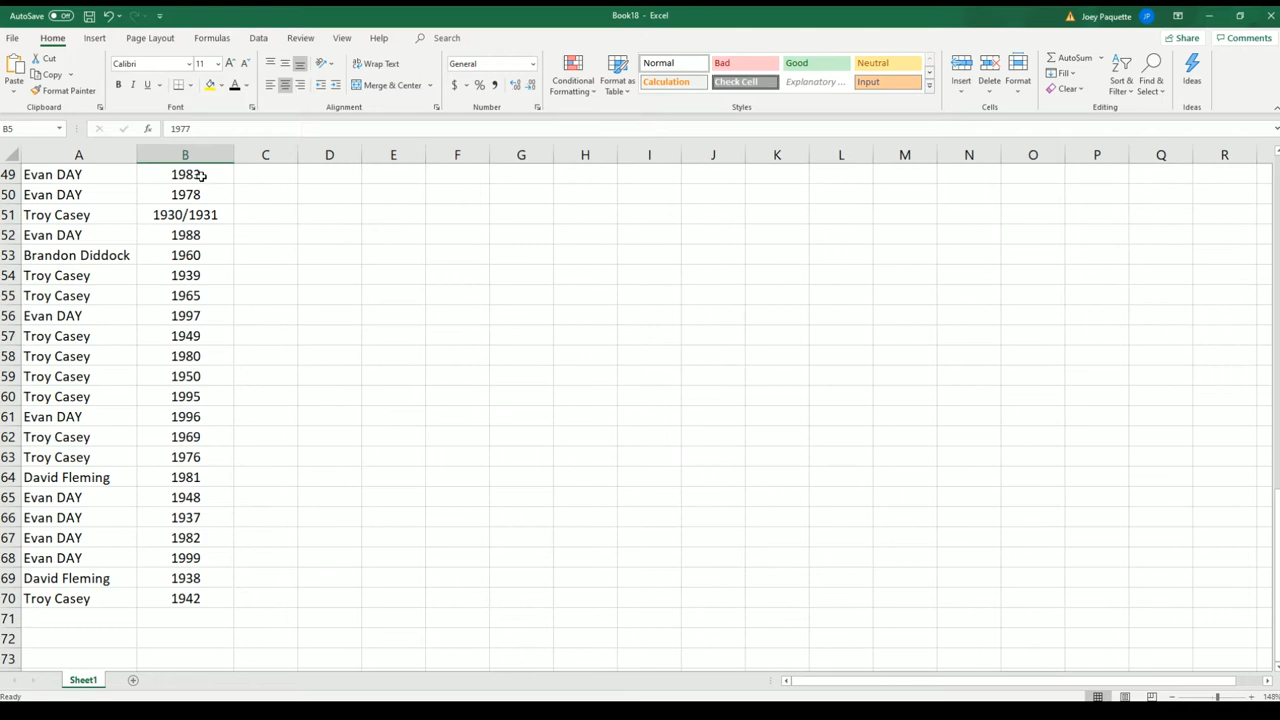 AutoSave Off
Book18 - Excel
Joey Paquette JP
File Home Insert Page Layout Formulas Data Review View Help Search
Share Comments
Paste
Cut
Copy
Format Painter
Clipboard
Calibri 11
B I U
Font
Wrap Text
Merge & Center
Alignment
General
$ % ,
Number
Conditional Formatting
Format as Table
Normal Bad Good Neutral
Calculation Check Cell Explanatory ... Input
Styles
Insert Delete Format
Cells
AutoSum
Fill
Clear
Sort & Filter
Find & Select
Editing
Ideas
Ideas
B5 fx 1977
A B C D E F G H I J K L M N O P Q R
49 Evan DAY
50 Evan DAY 1978
51 Troy Casey 1930/1931
52 Evan DAY 1988
53 Brandon Diddock 1960
54 Troy Casey 1939
55 Troy Casey 1965
56 Evan DAY 1997
57 Troy Casey 1949
58 Troy Casey 1980
59 Troy Casey 1950
60 Troy Casey 1995
61 Evan DAY 1996
62 Troy Casey 1969
63 Troy Casey 1976
64 David Fleming 1981
65 Evan DAY 1948
66 Evan DAY 1937
67 Evan DAY 1982
68 Evan DAY 1999
69 David Fleming 1938
70 Troy Casey 1942
71
72
73
Sheet1
Ready
148%